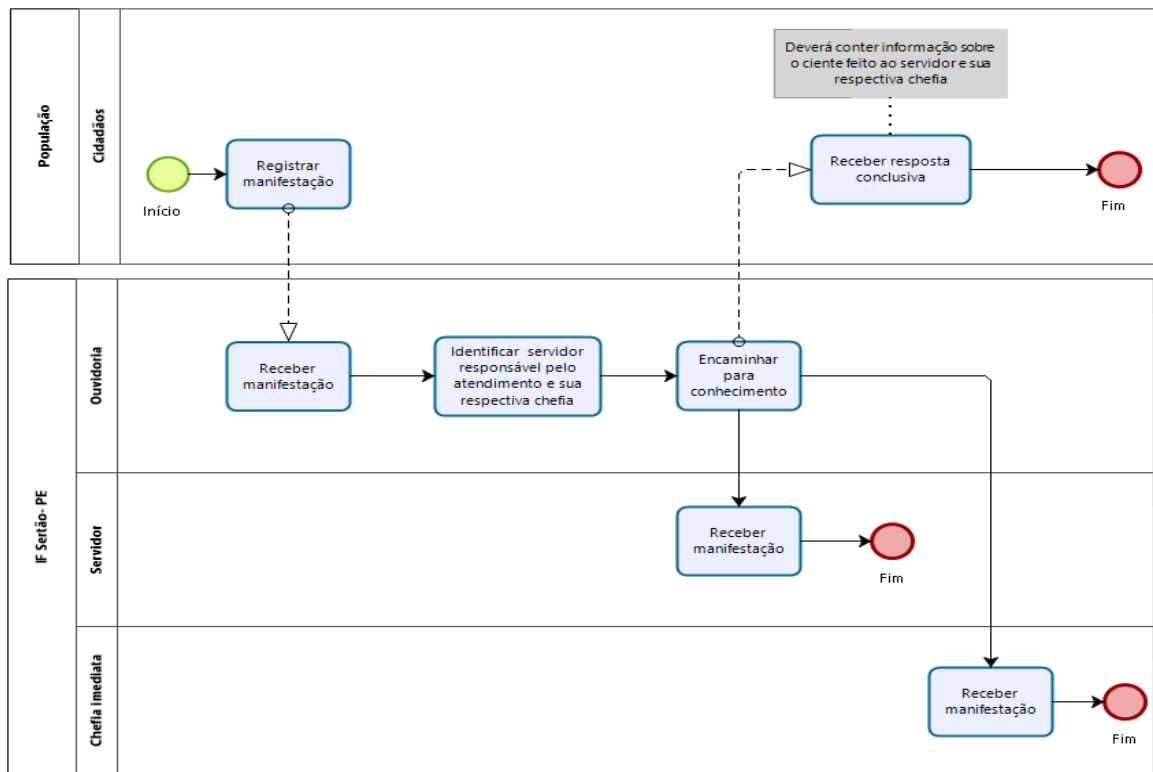 População
Cidadãos
Início
Registrar
manifestação
Deverá conter informação sobre
o ciente feito ao servidor e sua
respectiva chefia
Receber resposta
conclusiva
Fim
IF Sertão- PE
Ouvidoria
Receber
manifestação
Identificar servidor
responsável pelo
atendimento e sua
respectiva chefia
Encaminhar
para
conhecimento
Servidor
Receber
manifestação
Fim
Chefia imediata
Receber
manifestação
Fim